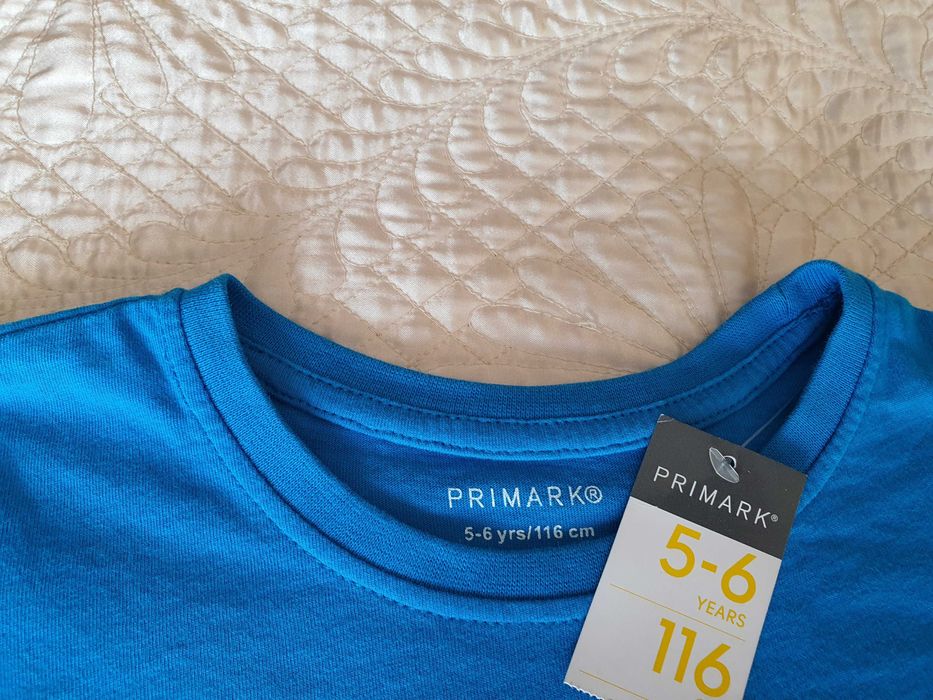 PRIMARK®
5-6 yrs/116 cm
PRIMARK®
5-6
YEARS
116